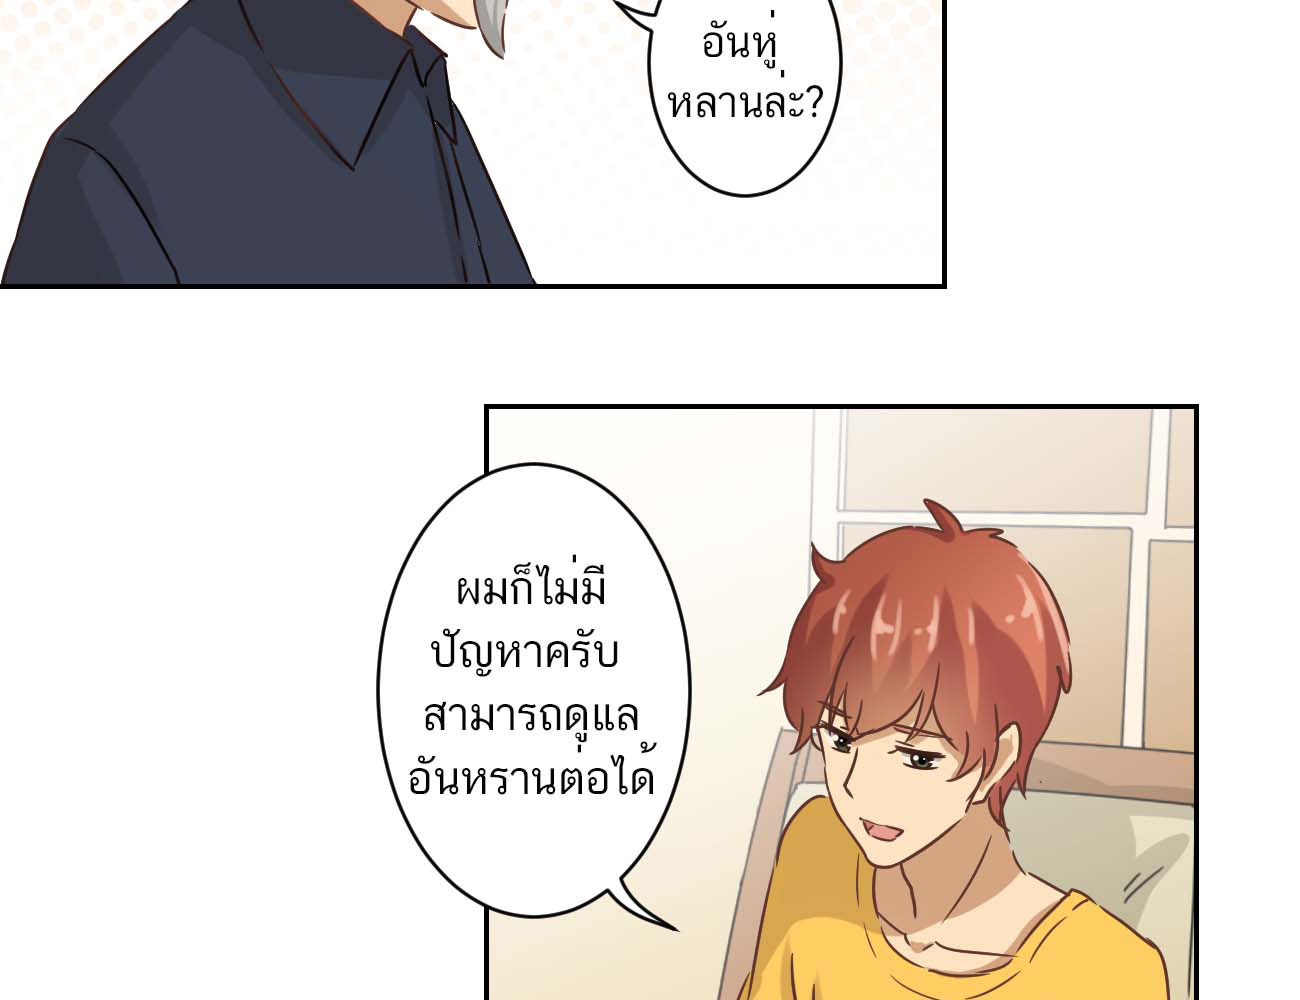 อันหู่
หลานล่ะ?
ผมก็ไม่มี
ปัญหาครับ
สามารถดูแล
อันหรานต่อได้